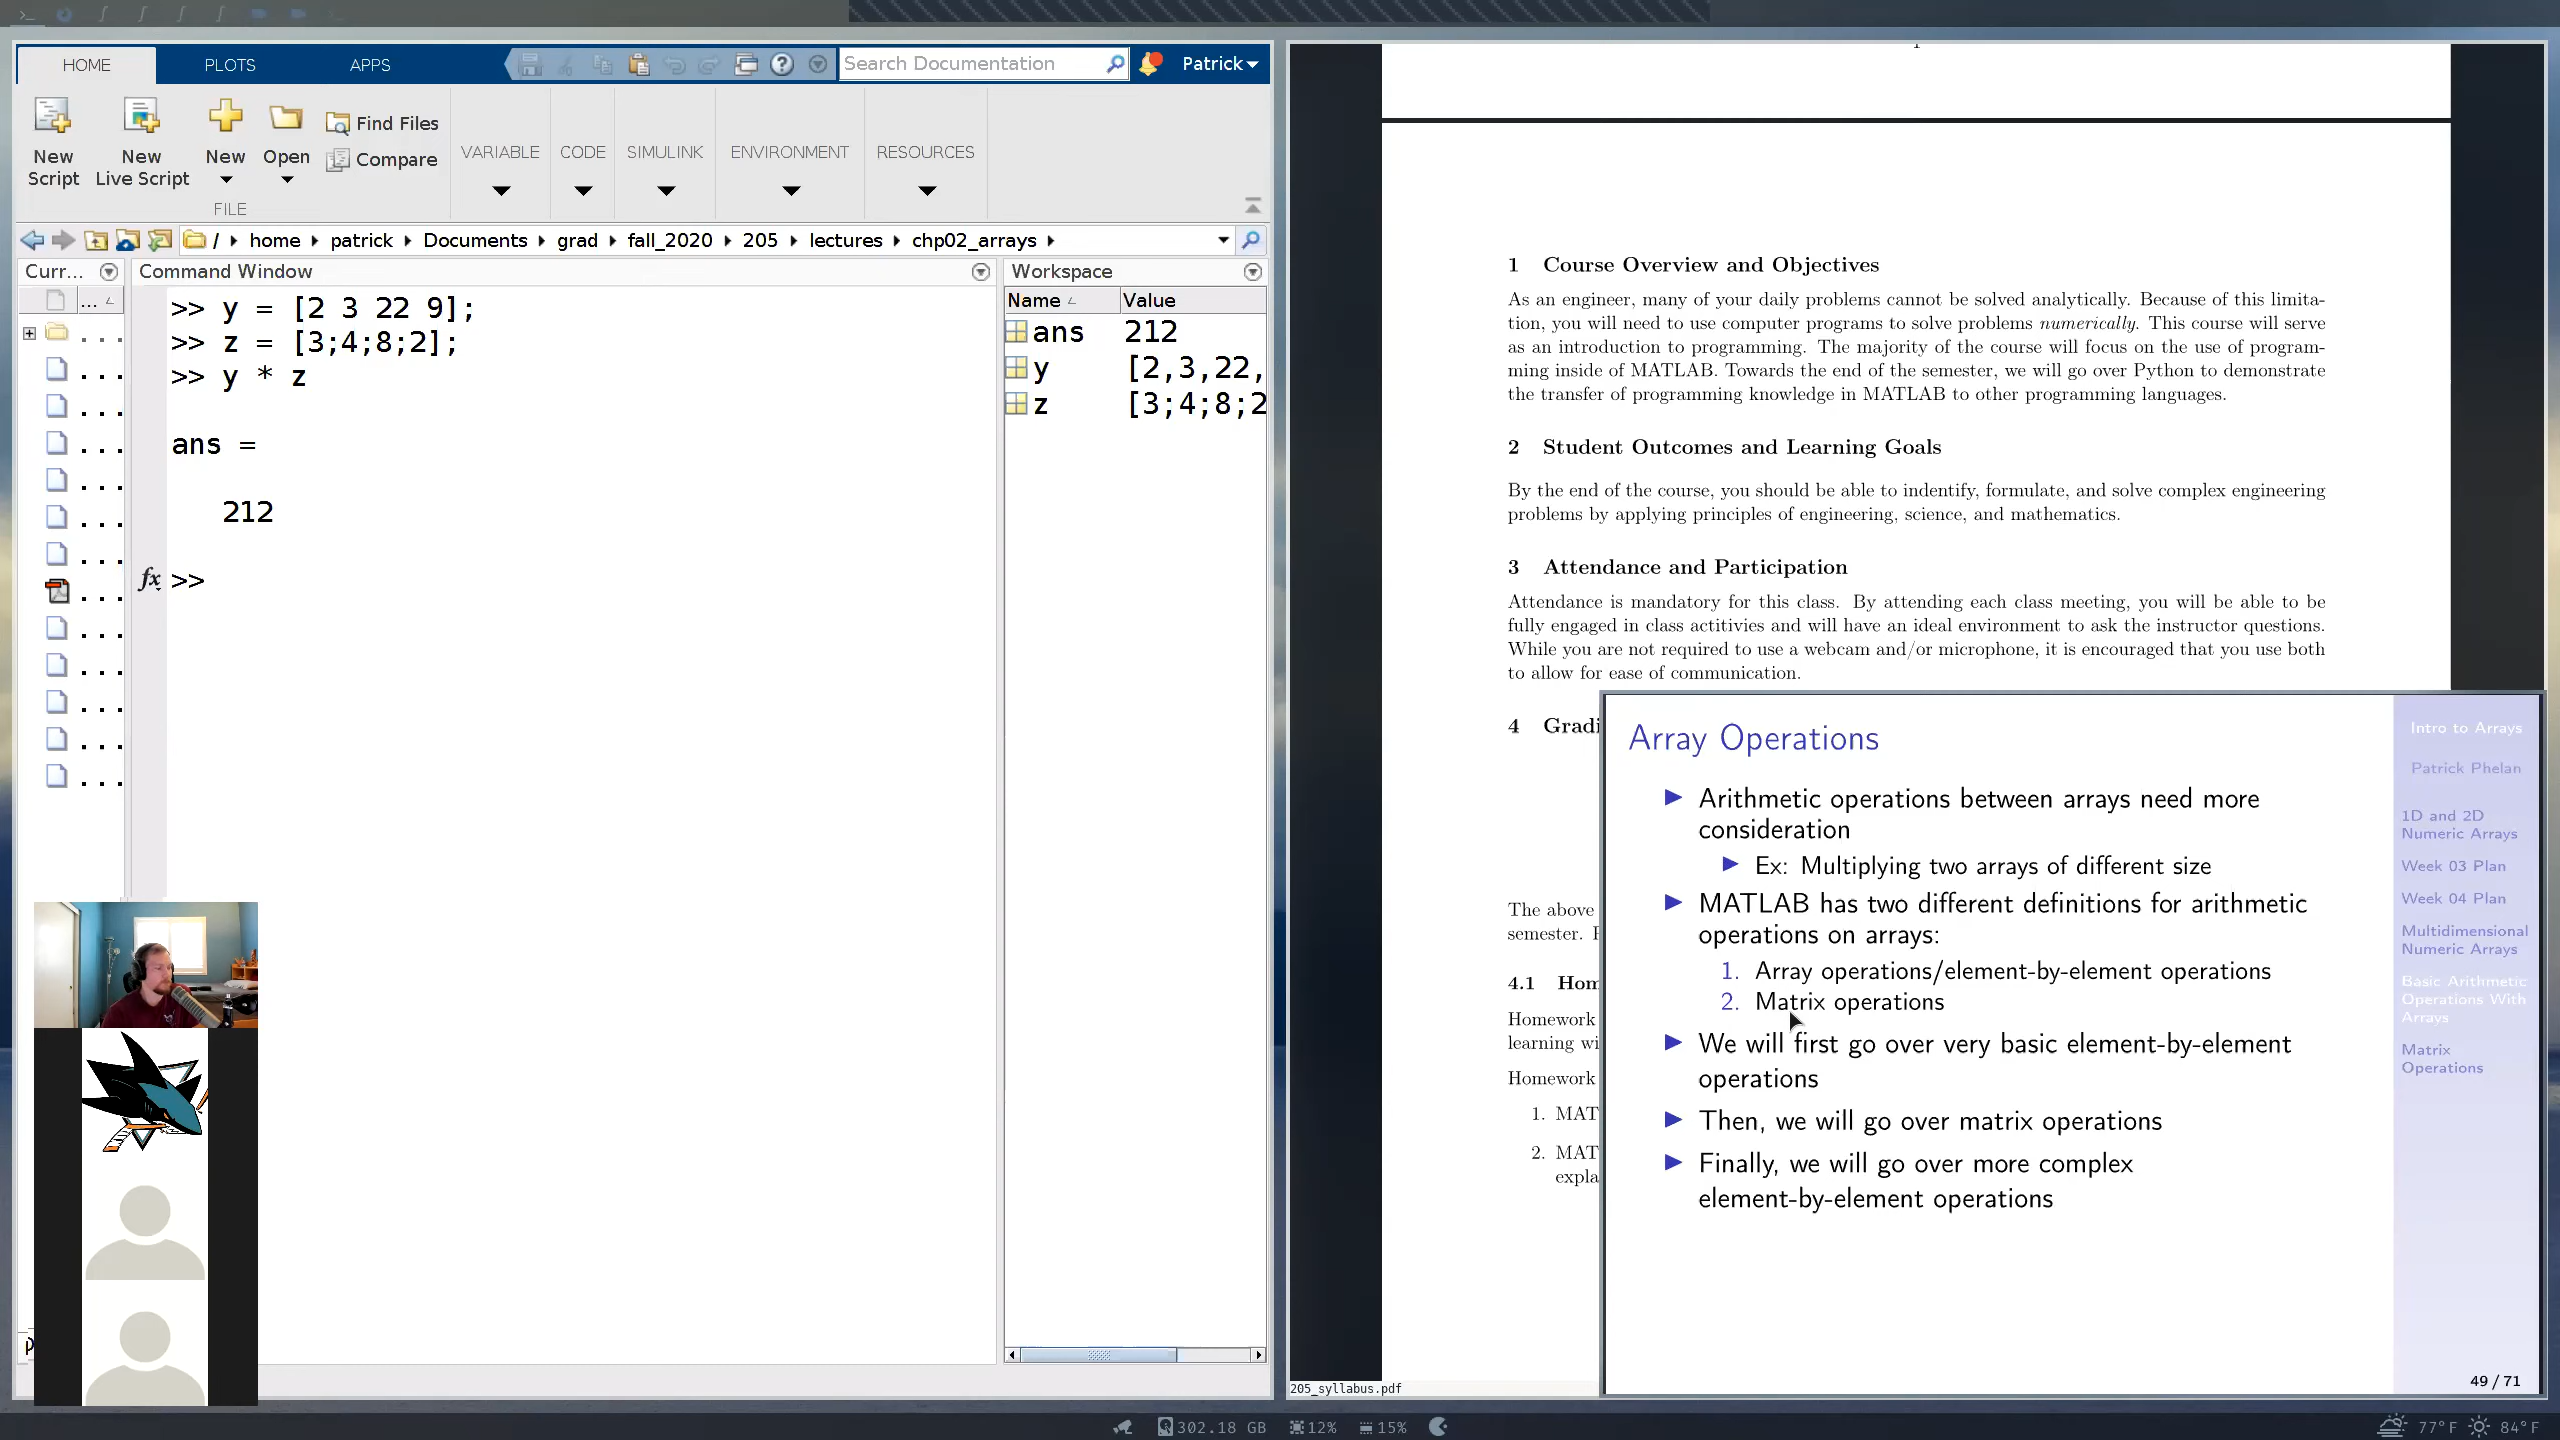 HOME
PLOTS
APPS
Search Documentation
Patrick
New Script
New Live Script
New
Open
Find Files
Compare
FILE
VARIABLE
CODE
SIMULINK
ENVIRONMENT
RESOURCES
/ home patrick Documents grad fall_2020 205 lectures chp02_arrays
Curr...
Command Window
>> y = [2 3 22 9];
>> z = [3;4;8;2];
>> y * z
ans =
212
fx >>
Workspace
Name Value
ans 212
y [2,3,22,
z [3;4;8;2
1 Course Overview and Objectives
As an engineer, many of your daily problems cannot be solved analytically. Because of this limita-
tion, you will need to use computer programs to solve problems numerically. This course will serve
as an introduction to programming. The majority of the course will focus on the use of program-
ming inside of MATLAB. Towards the end of the semester, we will go over Python to demonstrate
the transfer of programming knowledge in MATLAB to other programming languages.
2 Student Outcomes and Learning Goals
By the end of the course, you should be able to indentify, formulate, and solve complex engineering
problems by applying principles of engineering, science, and mathematics.
3 Attendance and Participation
Attendance is mandatory for this class. By attending each class meeting, you will be able to be
fully engaged in class actitivies and will have an ideal environment to ask the instructor questions.
While you are not required to use a webcam and/or microphone, it is encouraged that you use both
to allow for ease of communication.
4 Gradi
The above
semester.
4.1 Hom
Homework
learning wi
Homework
1. MAT
2. MAT
expla
205_syllabus.pdf
Array Operations
Arithmetic operations between arrays need more
consideration
Ex: Multiplying two arrays of different size
MATLAB has two different definitions for arithmetic
operations on arrays:
1. Array operations/element-by-element operations
2. Matrix operations
We will first go over very basic element-by-element
operations
Then, we will go over matrix operations
Finally, we will go over more complex
element-by-element operations
Intro to Arrays
Patrick Phelan
1D and 2D
Numeric Arrays
Week 03 Plan
Week 04 Plan
Multidimensional
Numeric Arrays
Basic Arithmetic
Operations With
Arrays
Matrix
Operations
49 / 71
302.18 GB
12%
15%
77°F
84°F